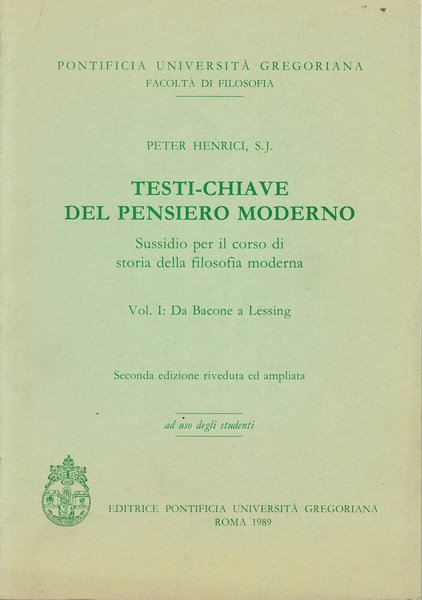 PONTIFICIA UNIVERSITÀ GREGORIANA
FACOLTÀ DI FILOSOFIA
PETER HENRICI, S.J.
TESTI-CHIAVE
DEL PENSIERO MODERNO
Sussidio per il corso di
storia della filosofia moderna
Vol. I: Da Bacone a Lessing
Seconda edizione riveduta ed ampliata
ad uso degli studenti
EDITRICE PONTIFICIA UNIVERSITÀ GREGORIANA
ROMA 1989